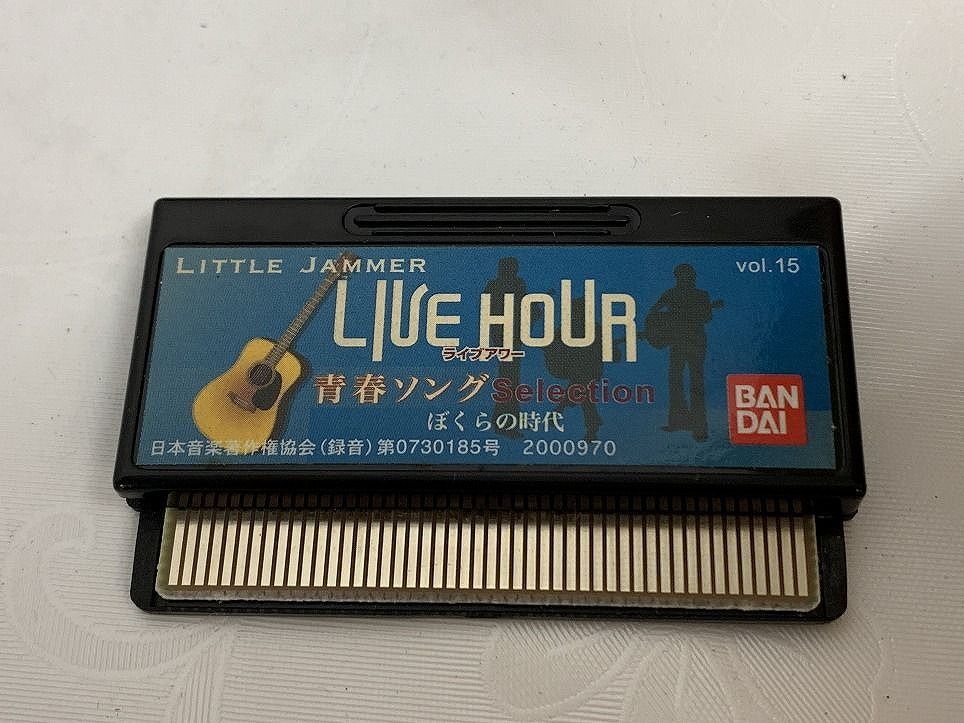 LITTLE JAMMER
vol.15
LIVE HOUR
ライブアワー
青春ソングSelection
ぼくらの時代
BAN
DAI
日本音楽著作権協会(録音)第0730185号 2000970